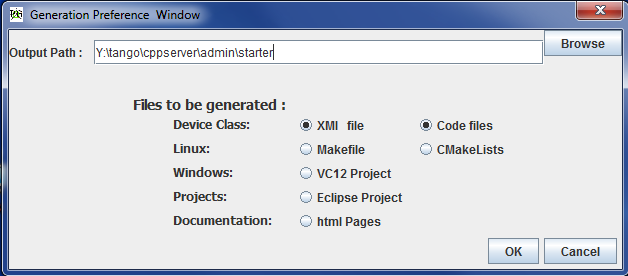 Generation Preference Window
Output Path : Y:\tango\cppserver\admin\starter Browse
Files to be generated :
Device Class: XMI file Code files
Linux: Makefile CMakeLists
Windows: VC12 Project
Projects: Eclipse Project
Documentation: html Pages
OK Cancel